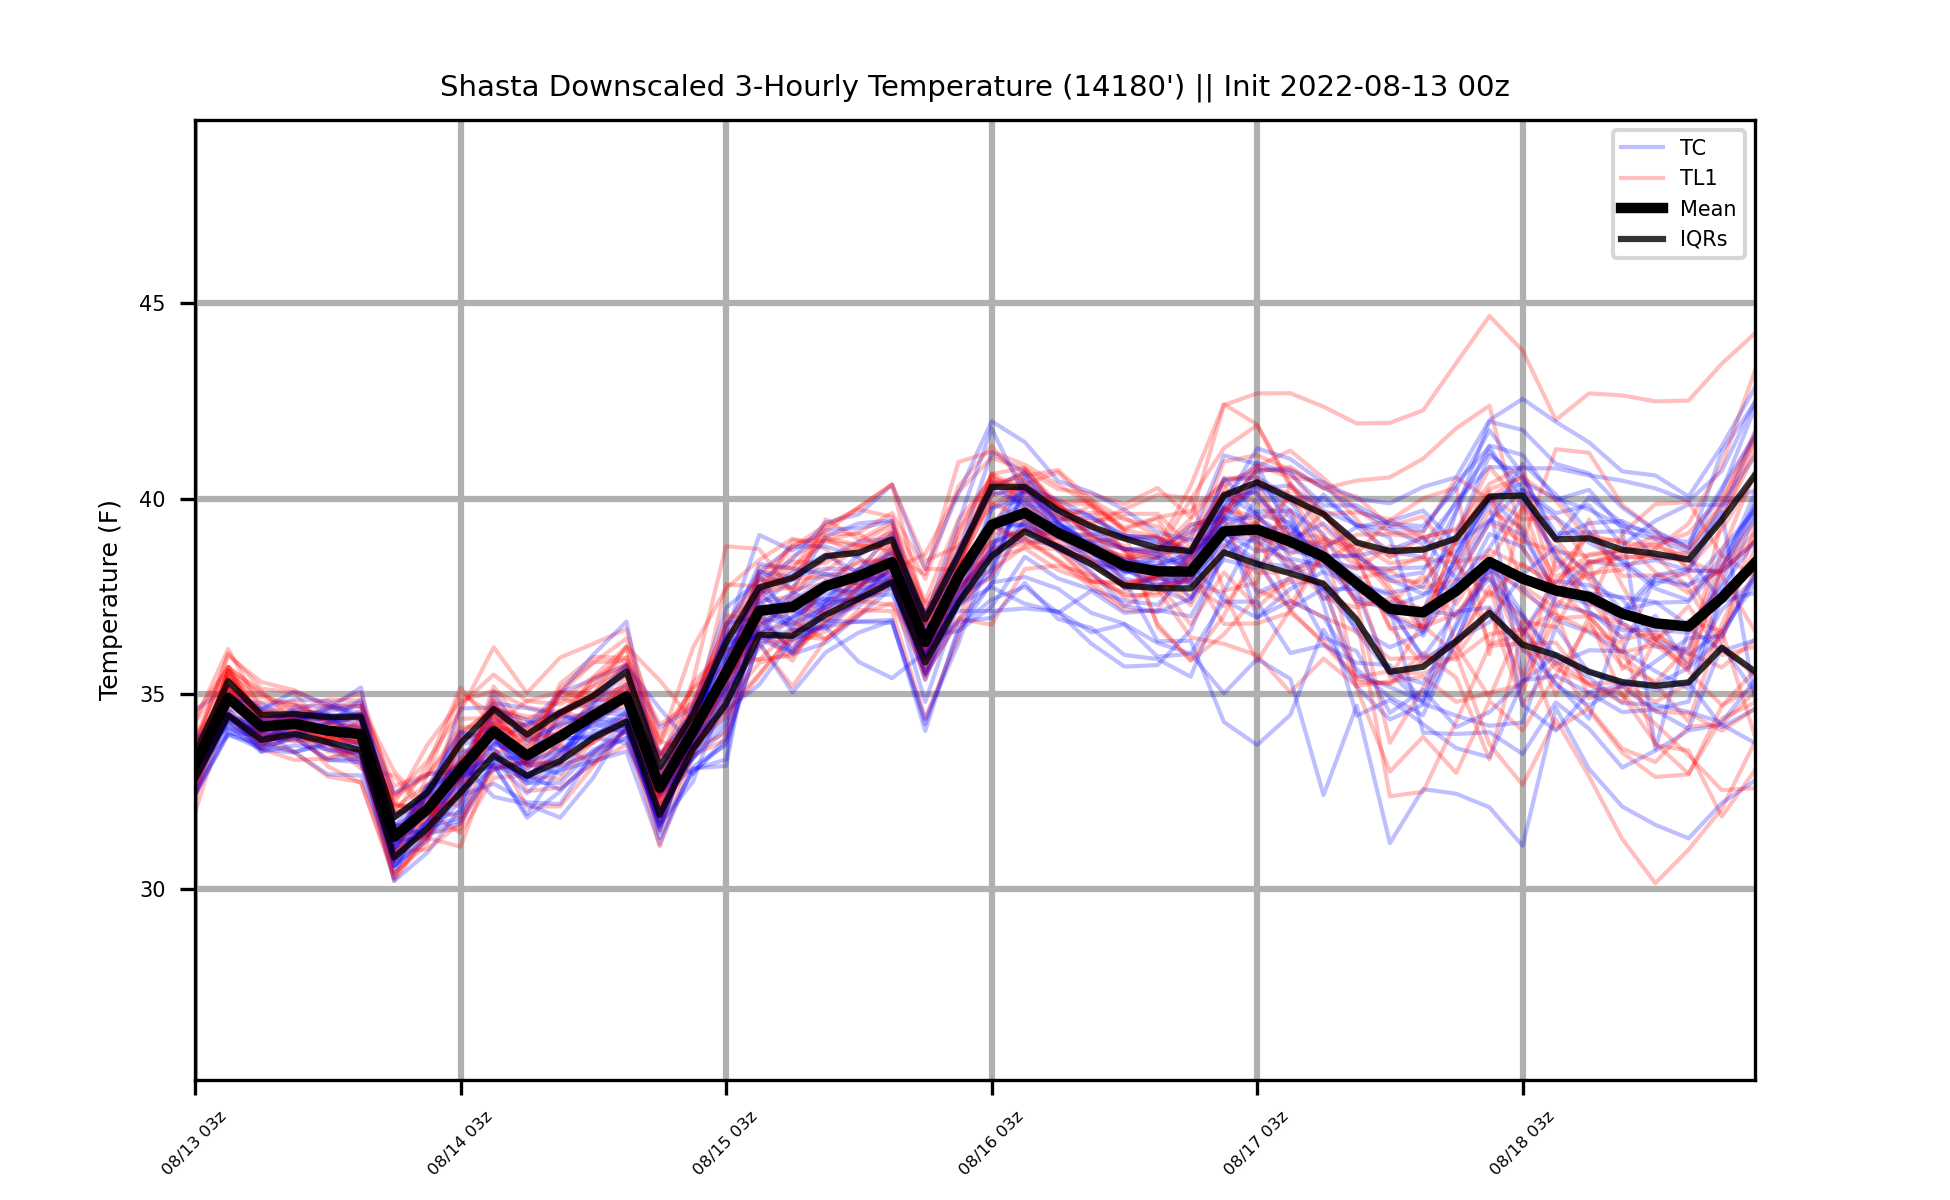 Shasta Downscaled 3-Hourly Temperature (14180') || Init 2022-08-13 00z
TC
TL1
Mean
IQRs
Temperature (F)
45
40
35
30
08/13 03z
08/14 03z
08/15 03z
08/16 03z
08/17 03z
08/18 03z